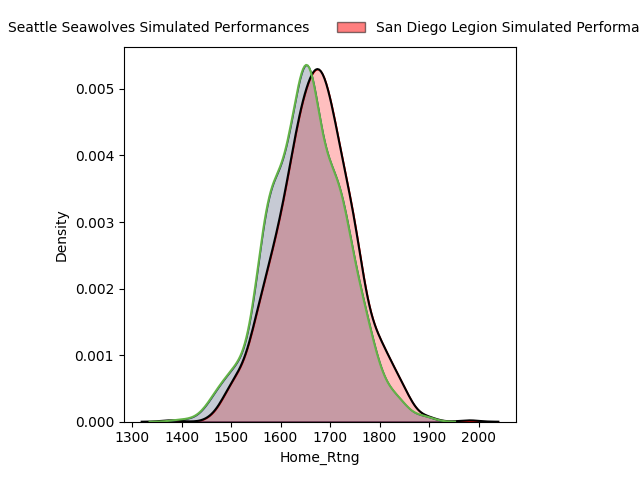 Seattle Seawolves Simulated Performances
San Diego Legion Simulated Performa
0.005
0.004
0.003
0.002
0.001
0.000
Density
1300 1400 1500 1600 1700 1800 1900 2000
Home_Rtng